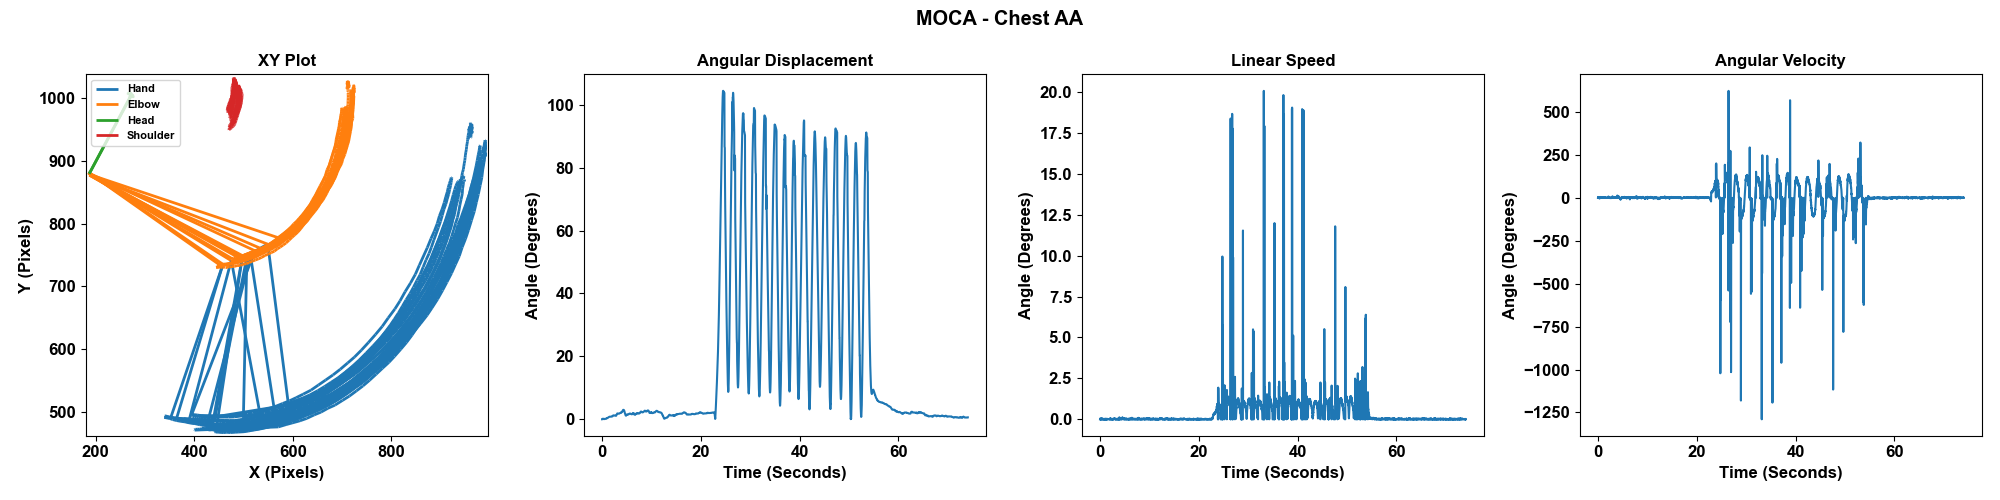 MOCA - Chest AA
XY Plot
Hand
Elbow
Head
Shoulder
1000
900
800
700
600
500
200
400
600
800
Y (Pixels)
X (Pixels)
Angular Displacement
100
80
60
40
20
0
0
20
40
60
Angle (Degrees)
Time (Seconds)
Linear Speed
20.0
17.5
15.0
12.5
10.0
7.5
5.0
2.5
0.0
0
20
40
60
Angle (Degrees)
Time (Seconds)
Angular Velocity
500
250
0
−250
−500
−750
−1000
−1250
0
20
40
60
Angle (Degrees)
Time (Seconds)